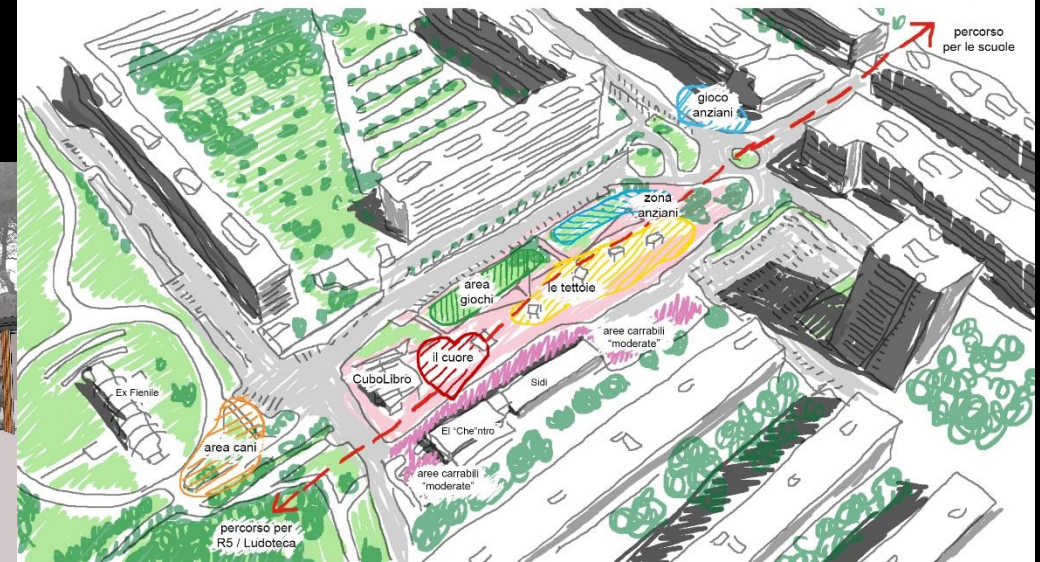 percorso
per le scuole
gioco
anziani
zona
anziani
area
giochi
le tettoie
aree carrabili
"moderate"
il cuore
CuboLibro
Sidi
Ex Fienile
El "Che"ntro
area cani
aree carrabili
"moderate"
percorso per
R5 / Ludoteca